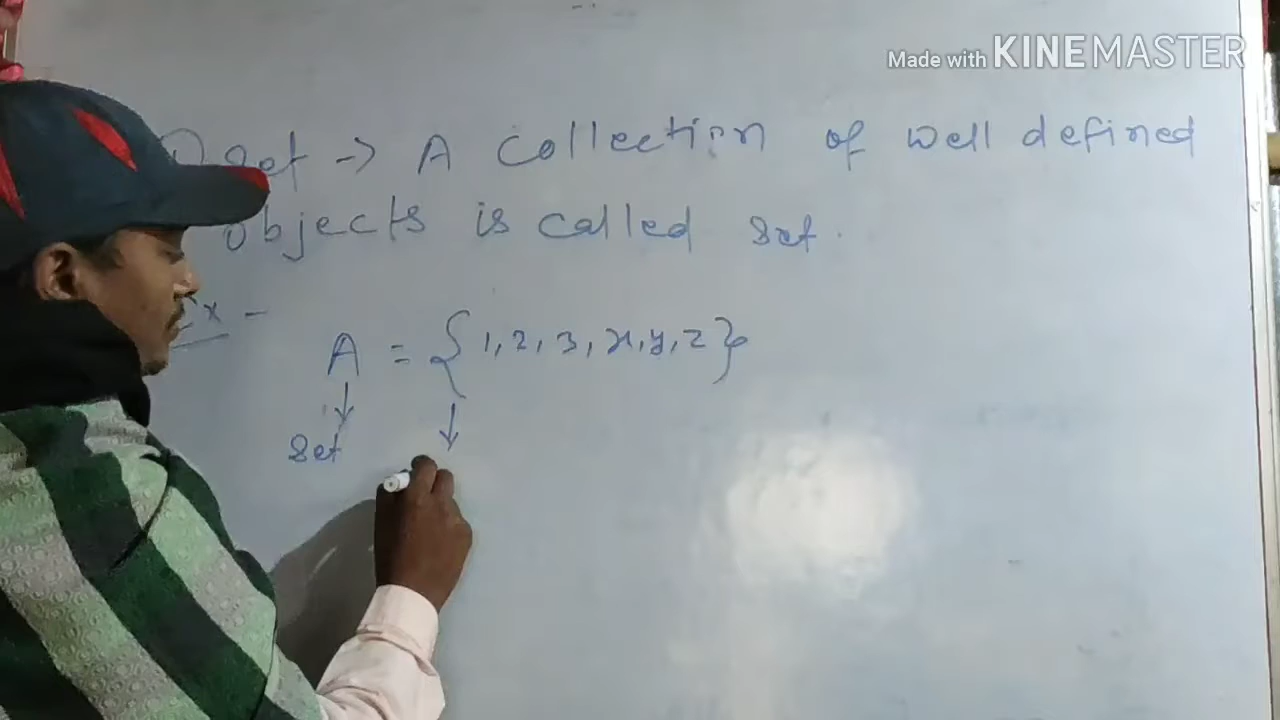 Made with KINEMASTER
set → A collection of well defined
objects is called set.
Ex -
A = {1, 2, 3, x, y, z}
↓ ↓
Set